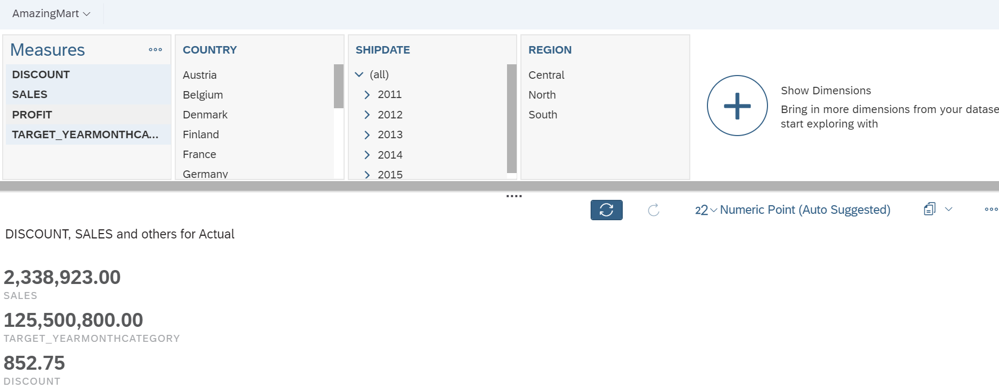 AmazingMart
Measures
DISCOUNT
SALES
PROFIT
TARGET_YEARMONTHCA...
COUNTRY
Austria
Belgium
Denmark
Finland
France
Germany
SHIPDATE
(all)
2011
2012
2013
2014
2015
REGION
Central
North
South
Show Dimensions
Bring in more dimensions from your datase
start exploring with
22 Numeric Point (Auto Suggested)
DISCOUNT, SALES and others for Actual
2,338,923.00
SALES
125,500,800.00
TARGET_YEARMONTHCATEGORY
852.75
DISCOUNT